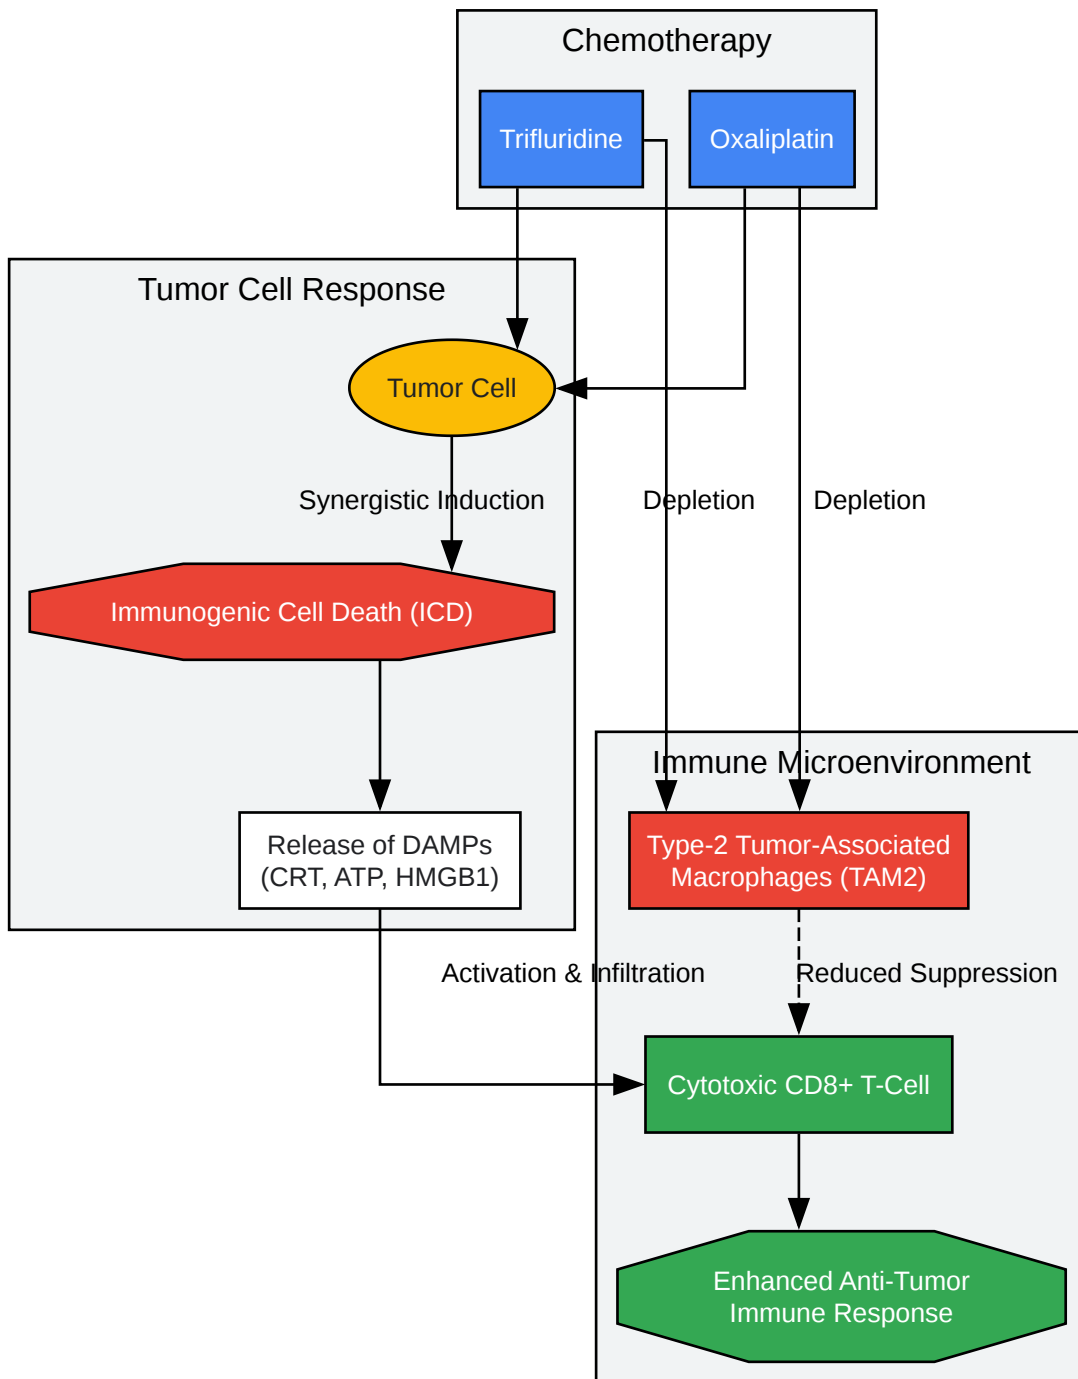 Chemotherapy
Trifluridine
Oxaliplatin
Tumor Cell Response
Tumor Cell
Synergistic Induction
Depletion
Depletion
Immunogenic Cell Death (ICD)
Immune Microenvironment
Release of DAMPs
(CRT, ATP, HMGB1)
Type-2 Tumor-Associated
Macrophages (TAM2)
Activation & Infiltration
Reduced Suppression
Cytotoxic CD8+ T-Cell
Enhanced Anti-Tumor
Immune Response